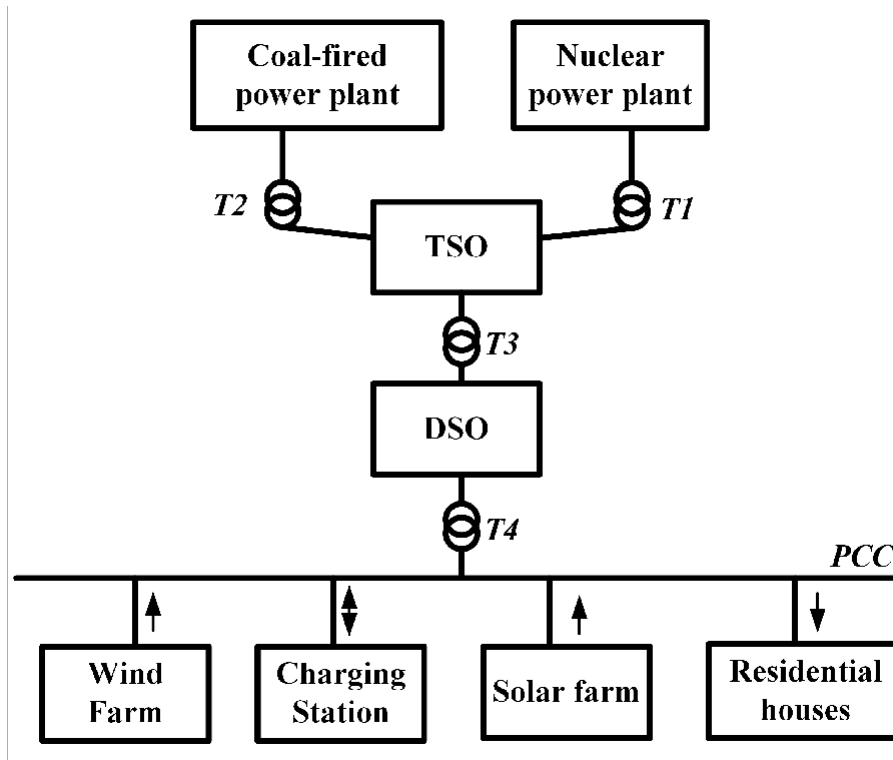 Coal-fired
power plant
Nuclear
power plant
T2
T1
TSO
T3
DSO
T4
PCC
Wind
Farm
Charging
Station
Solar farm
Residential
houses